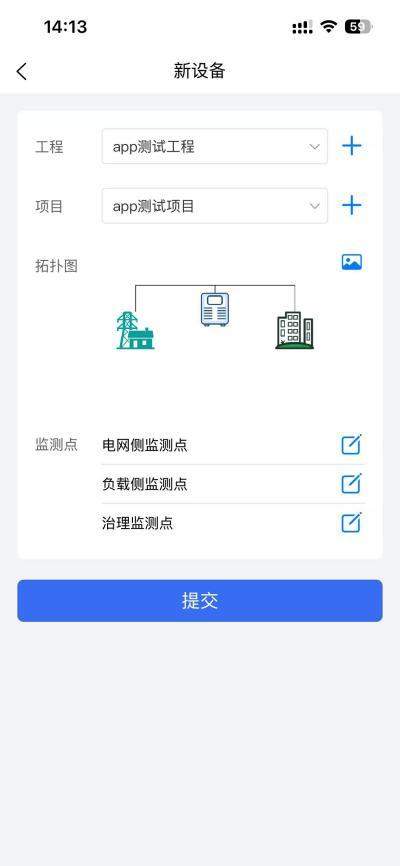 14:13
59
新设备
工程
app测试工程
项目
app测试项目
拓扑图
监测点
电网侧监测点
负载侧监测点
治理监测点
提交